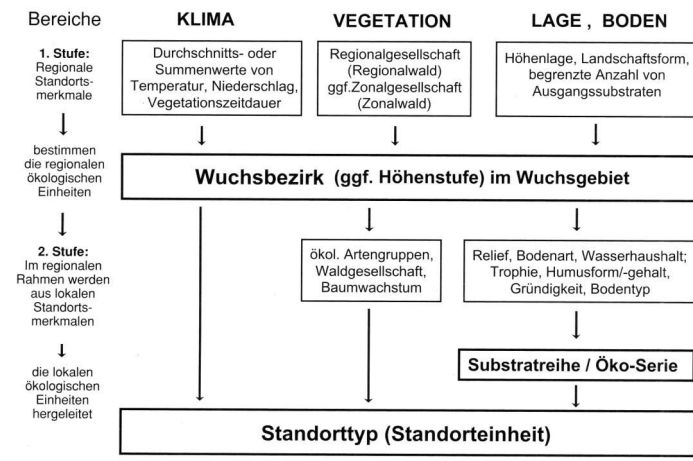 Bereiche
KLIMA
VEGETATION
LAGE , BODEN
1. Stufe:
Regionale
Standorts-
merkmale
Durchschnitts- oder
Summenwerte von
Temperatur, Niederschlag,
Vegetationszeitdauer
Regionalgesellschaft
(Regionalwald)
ggf.Zonalgesellschaft
(Zonalwald)
Höhenlage, Landschaftsform,
begrenzte Anzahl von
Ausgangssubstraten
bestimmen
die regionalen
ökologischen
Einheiten
Wuchsbezirk (ggf. Höhenstufe) im Wuchsgebiet
2. Stufe:
Im regionalen
Rahmen werden
aus lokalen
Standorts-
merkmalen
ökol. Artengruppen,
Waldgesellschaft,
Baumwachstum
Relief, Bodenart, Wasserhaushalt;
Trophie, Humusform/-gehalt,
Gründigkeit, Bodentyp
Substratreihe / Öko-Serie
die lokalen
ökologischen
Einheiten
hergeleitet
Standorttyp (Standorteinheit)